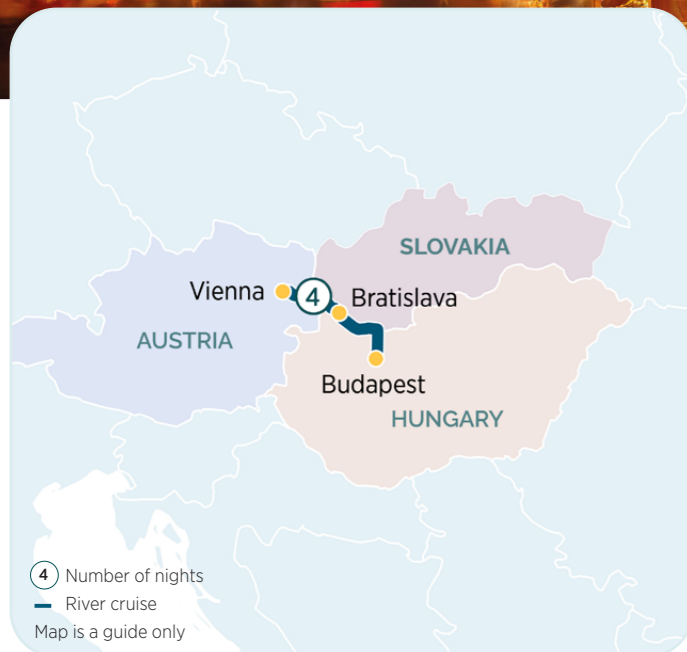 SLOVAKIA
Vienna
4
Bratislava
AUSTRIA
Budapest
HUNGARY
4 Number of nights
River cruise
Map is a guide only